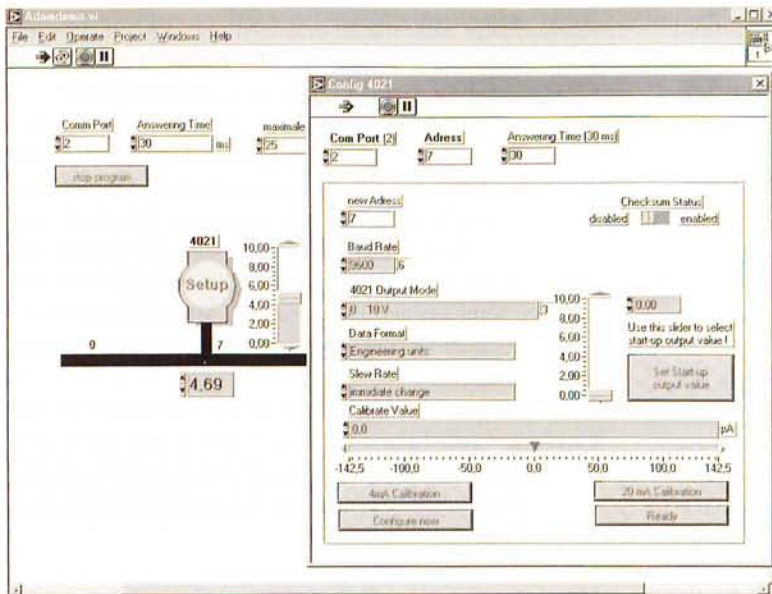 Adamdemo.vi
File Edit Operate Project Windows Help
1
Comm Port
2
Answering Time
30 ms
maximale
25
stop program
4021
Setup
10,00
8,00
6,00
4,00
2,00
0,00
0 7
4,69
Config 4021
Com Port (2)
2
Adress
7
Answering Time (30 ms)
30
new Adress
7
Checksum Status
disabled enabled
Baud Rate
9600 ,6
4021 Output Mode
0 .. 10 V ,3
Data Format
Engineering units
Slew Rate
immidiate change
10,00
8,00
6,00
4,00
2,00
0,00
0,00
Use this slider to select
start-up output value !
Set Start-up
output value
Calibrate Value
0,0 µA
-142,5 -100,0 -50,0 0,0 50,0 100,0 142,5
4mA Calibration
20 mA Calibration
Configure now
Ready